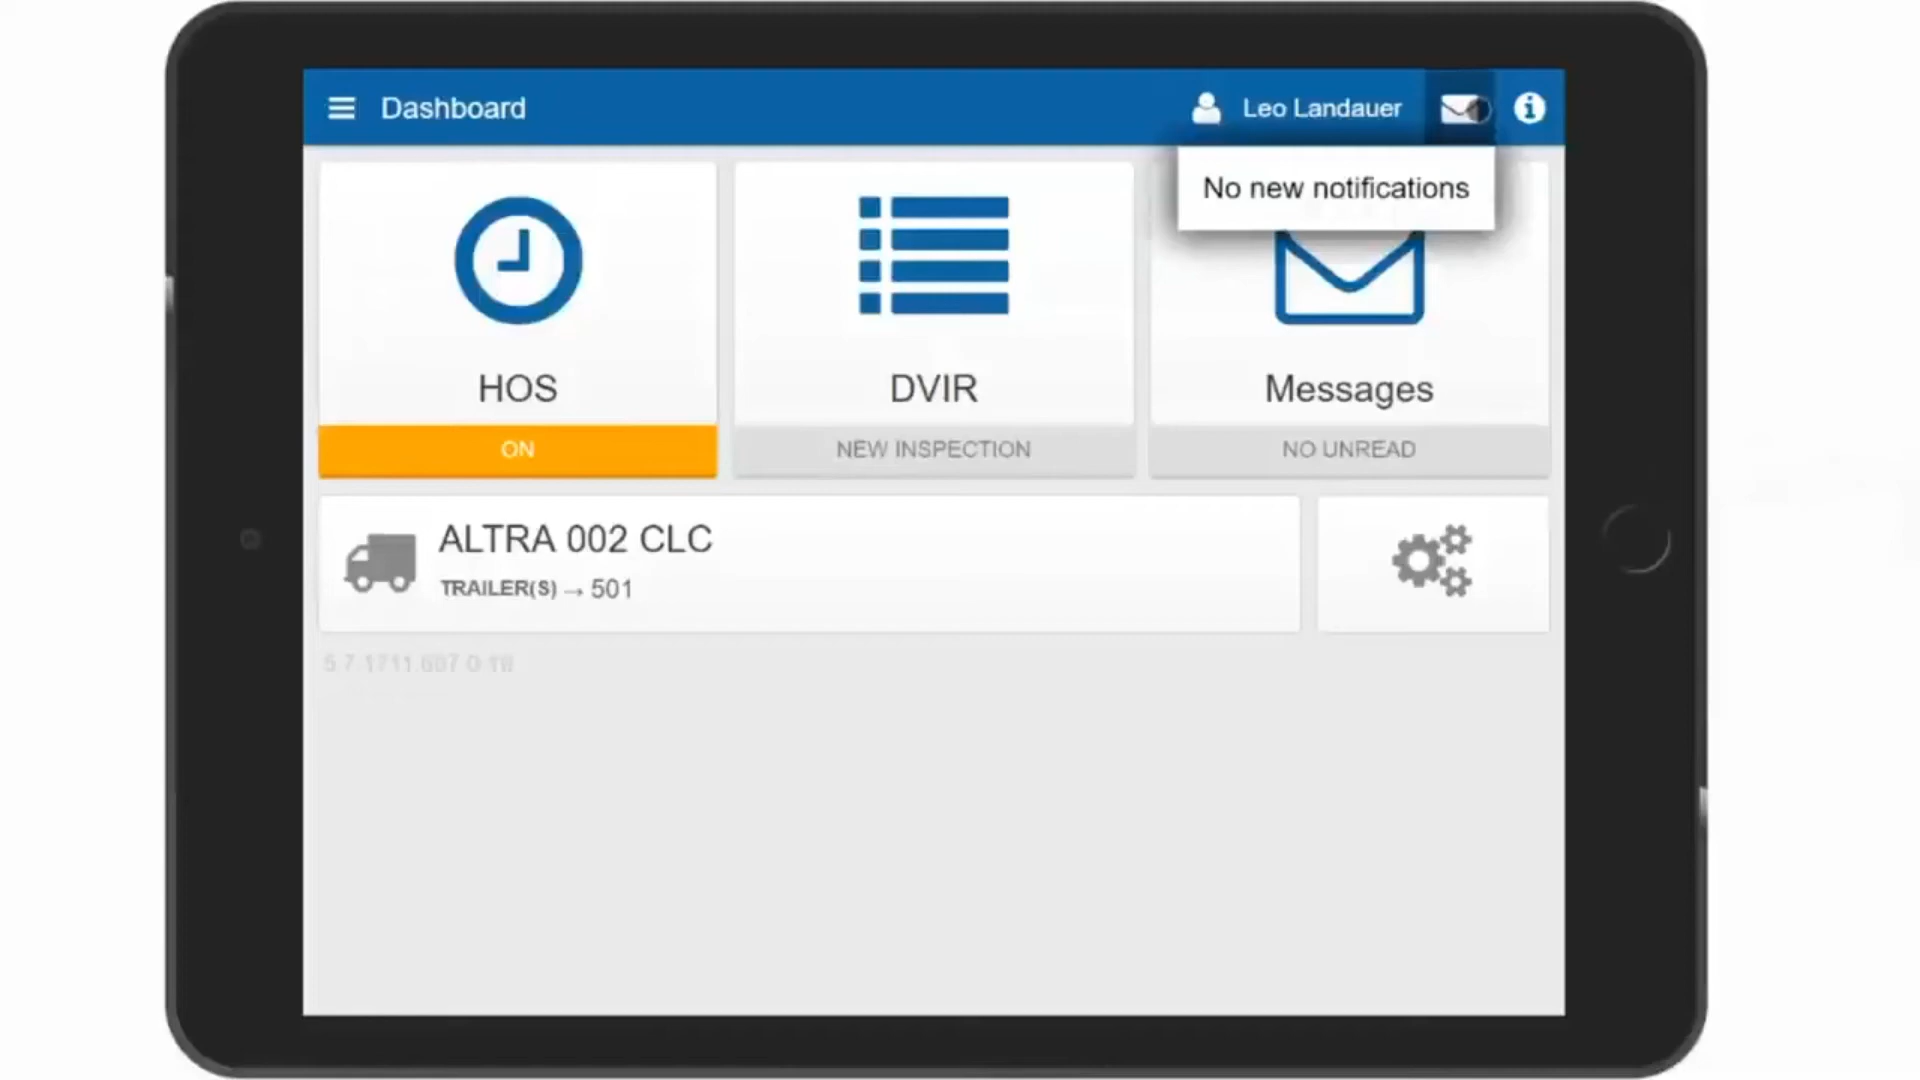 Dashboard
Leo Landauer
No new notifications
HOS
DVIR
Messages
ON
NEW INSPECTION
NO UNREAD
ALTRA 002 CLC
TRAILER(S) → 501